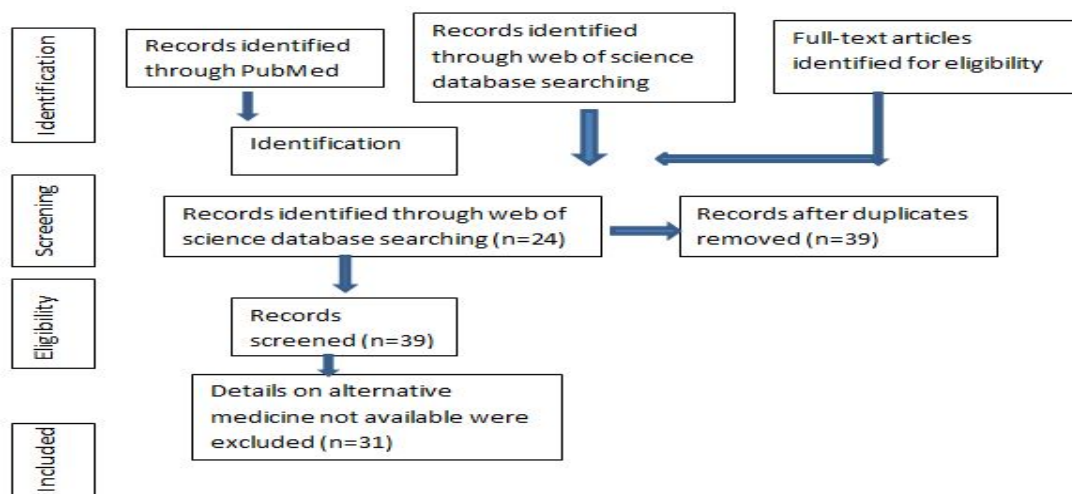 Identification
Records identified
through PubMed
Records identified
through web of science
database searching
Full-text articles
identified for eligibility
Identification
Screening
Records identified through web of
science database searching (n=24)
Records after duplicates
removed (n=39)
Eligibility
Records
screened (n=39)
Details on alternative
medicine not available were
excluded (n=31)
Included